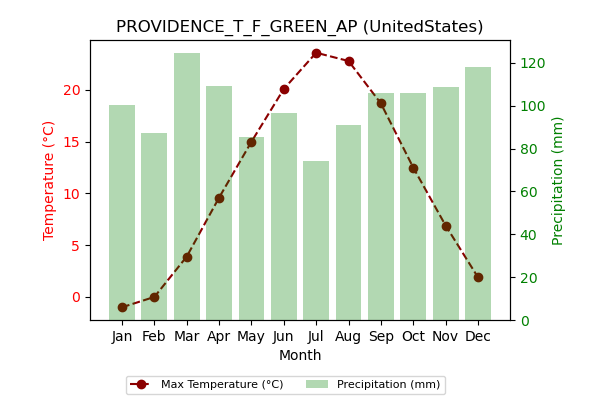 PROVIDENCE_T_F_GREEN_AP (UnitedStates)
Temperature (°C)
20
15
10
5
0
120
100
80
60
40
20
0
Precipitation (mm)
Jan Feb Mar Apr May Jun Jul Aug Sep Oct Nov Dec
Month
Max Temperature (°C) Precipitation (mm)